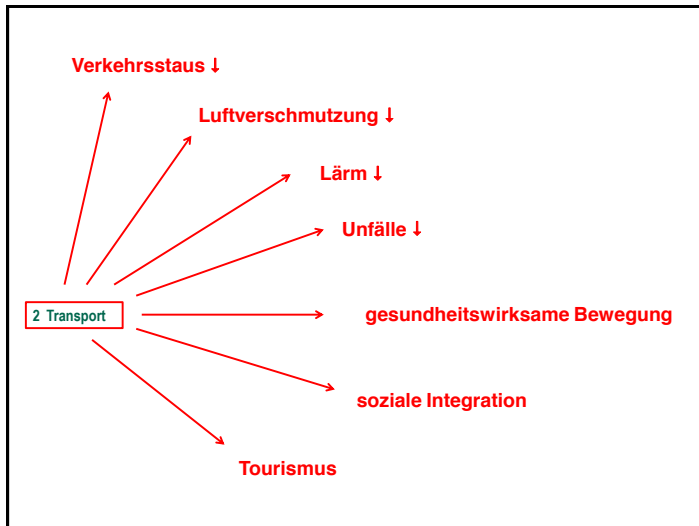 Verkehrsstaus ↓
Luftverschmutzung ↓
Lärm ↓
Unfälle ↓
2 Transport
gesundheitswirksame Bewegung
soziale Integration
Tourismus